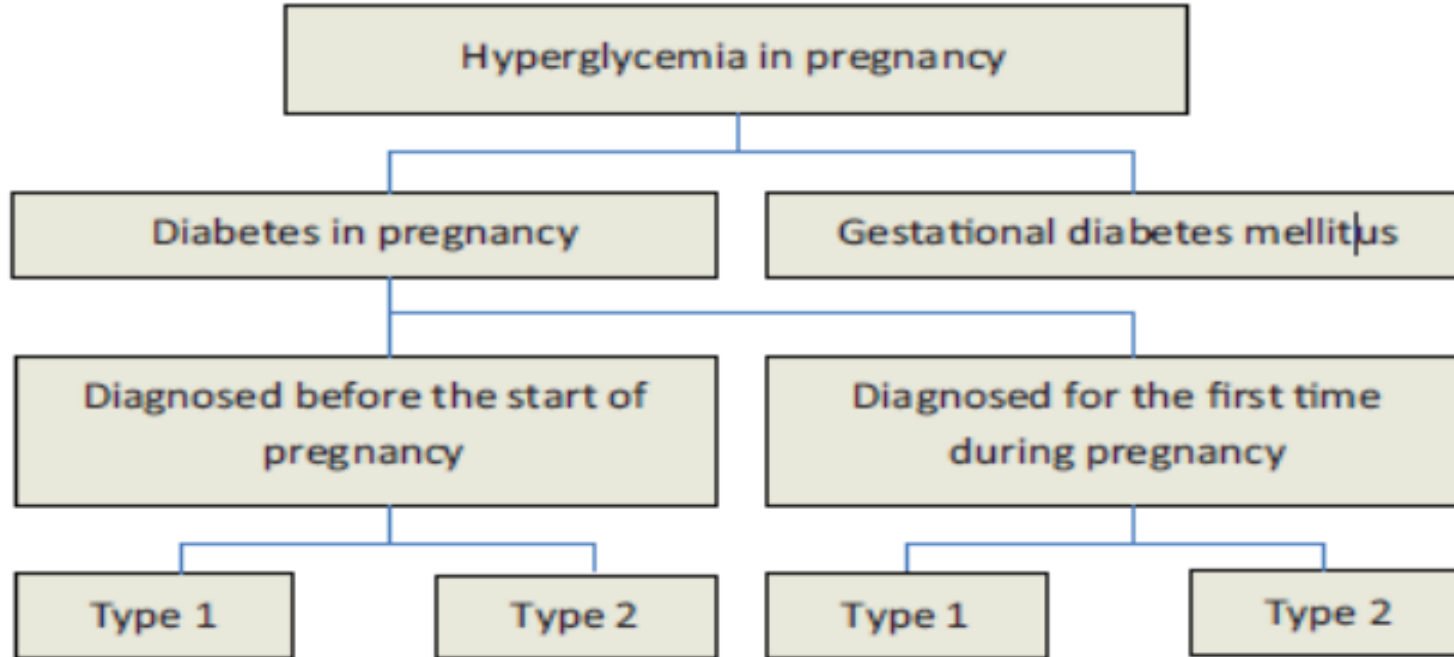 Hyperglycemia in pregnancy
Diabetes in pregnancy
Gestational diabetes mellitus
Diagnosed before the start of
pregnancy
Diagnosed for the first time
during pregnancy
Type 1
Type 2
Type 1
Type 2